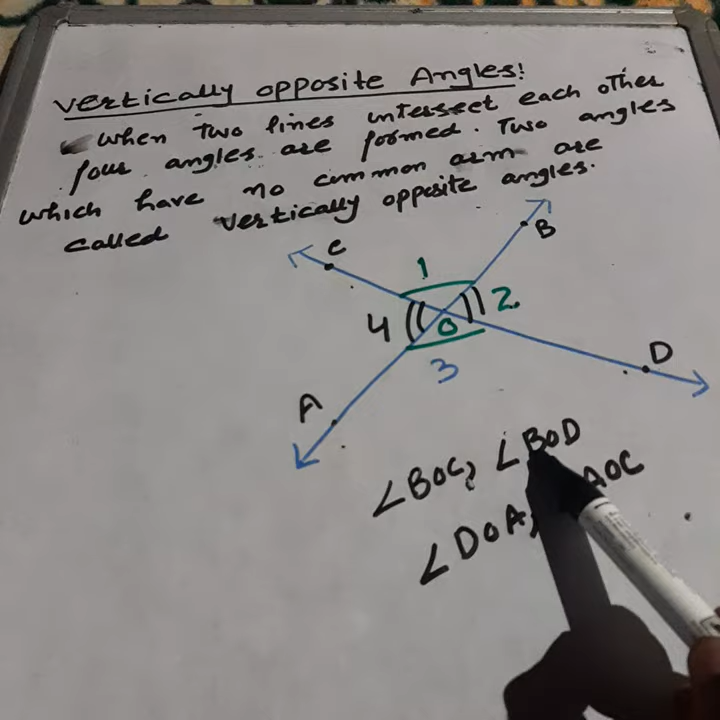 Vertically opposite Angles!
When two lines intersect each other
four angles are formed. Two angles
which have no common arm are
called vertically opposite angles.
C
B
1
4
O
2
3
D
A
∠BOC, ∠BOD
∠DOA, AOC